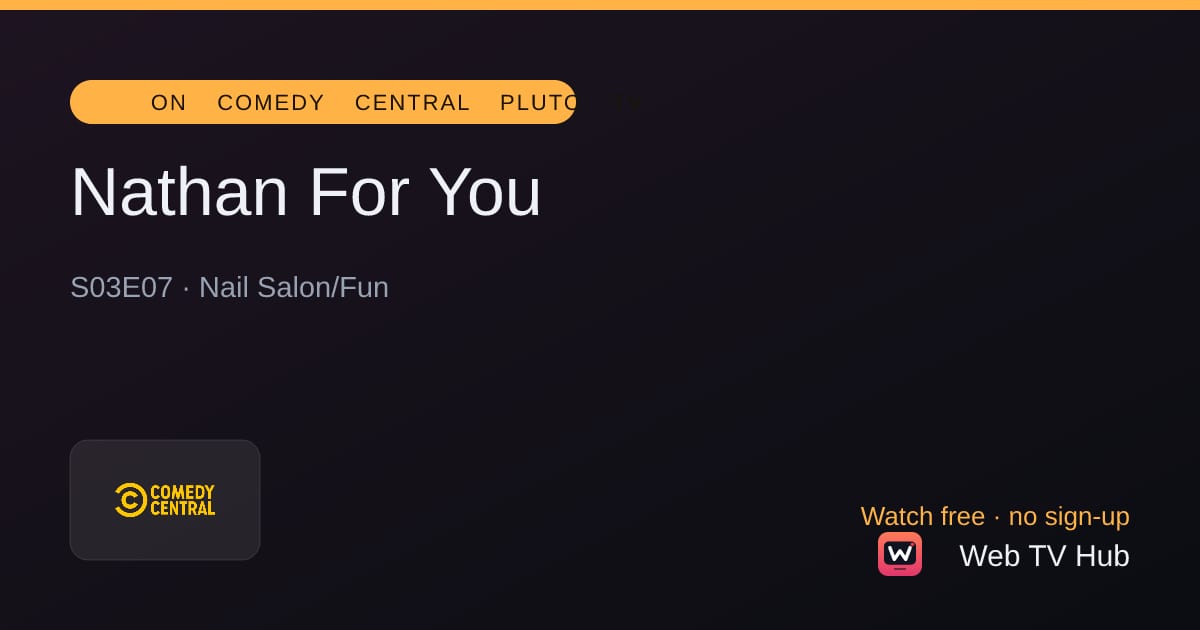 ON COMEDY CENTRAL PLUTO
Nathan For You
S03E07 · Nail Salon/Fun
COMEDY
CENTRAL
Watch free · no sign-up
W
Web TV Hub